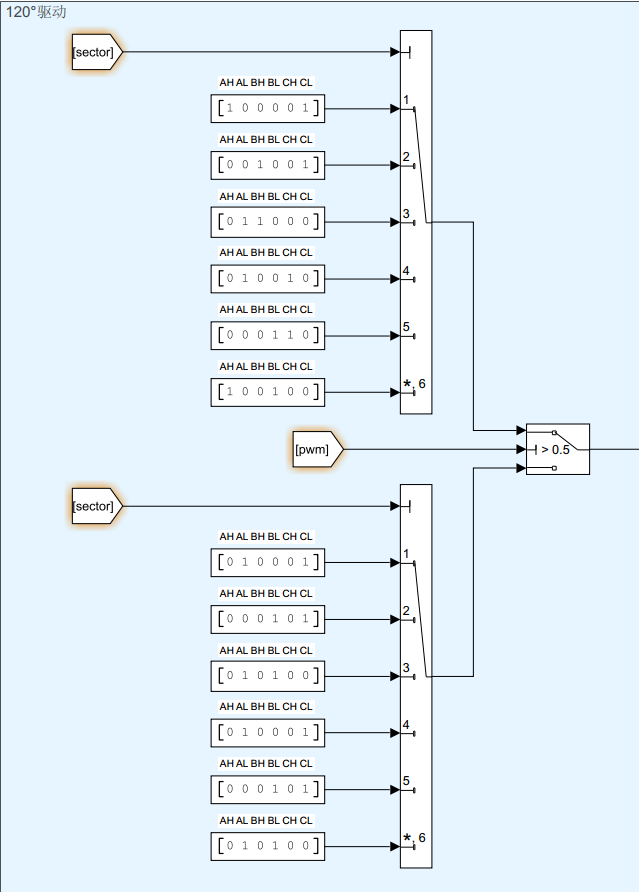 120°驱动
[sector]
AH AL BH BL CH CL
1
[1 0 0 0 0 1]
AH AL BH BL CH CL
2
[0 0 1 0 0 1]
AH AL BH BL CH CL
3
[0 1 1 0 0 0]
AH AL BH BL CH CL
4
[0 1 0 0 1 0]
AH AL BH BL CH CL
5
[0 0 0 1 1 0]
AH AL BH BL CH CL
*, 6
[1 0 0 1 0 0]
[pwm]
> 0.5
[sector]
AH AL BH BL CH CL
1
[0 1 0 0 0 1]
AH AL BH BL CH CL
2
[0 0 0 1 0 1]
AH AL BH BL CH CL
3
[0 1 0 1 0 0]
AH AL BH BL CH CL
4
[0 1 0 0 0 1]
AH AL BH BL CH CL
5
[0 0 0 1 0 1]
AH AL BH BL CH CL
*, 6
[0 1 0 1 0 0]